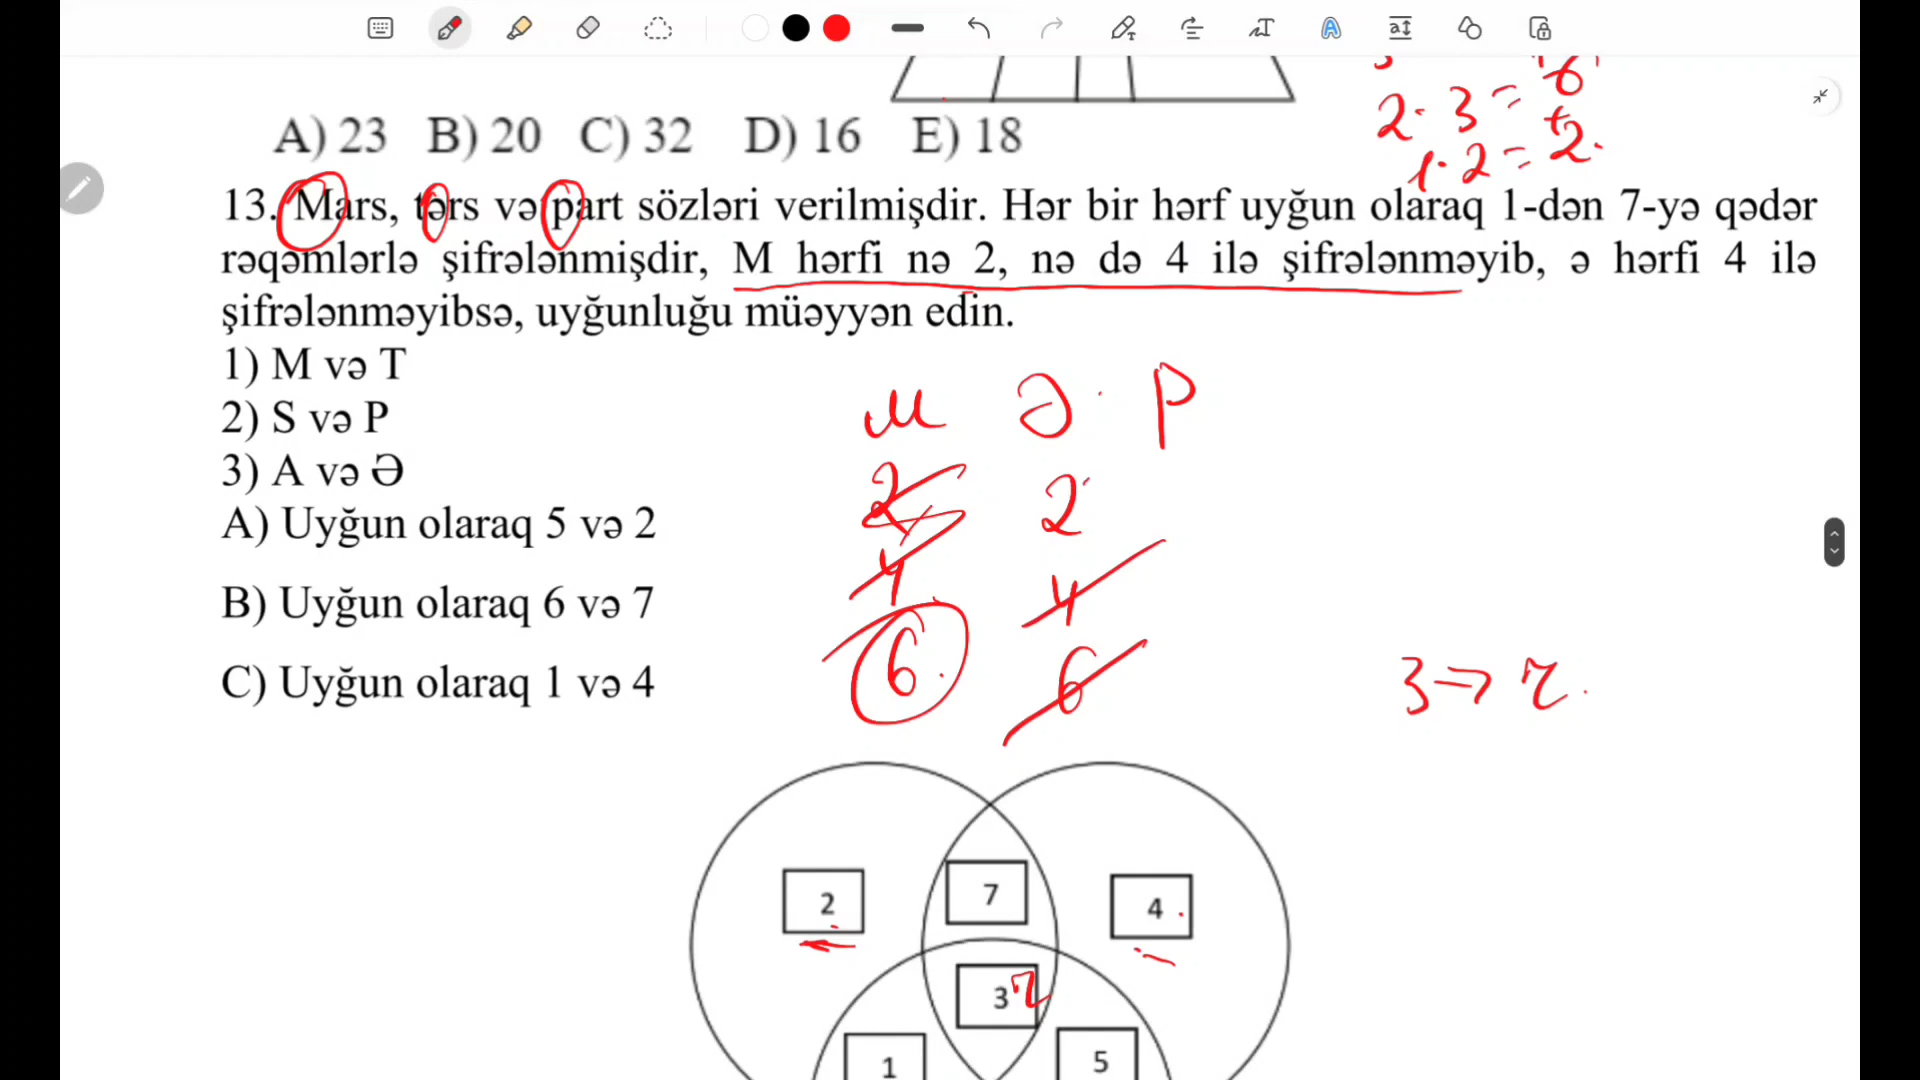 2 · 3 = 6
+
1 · 2 = 2
A) 23 B) 20 C) 32 D) 16 E) 18
13. Mars, tərs və part sözləri verilmişdir. Hər bir hərf uyğun olaraq 1-dən 7-yə qədər
rəqəmlərlə şifrələnmişdir, M hərfi nə 2, nə də 4 ilə şifrələnməyib, ə hərfi 4 ilə
şifrələnməyibsə, uyğunluğu müəyyən edin.
1) M və T
2) S və P
3) A və Ə
A) Uyğun olaraq 5 və 2
B) Uyğun olaraq 6 və 7
C) Uyğun olaraq 1 və 4
M Ə P
2 2
4 4
6 6
3 → r
2 7 4
3 r
1 5